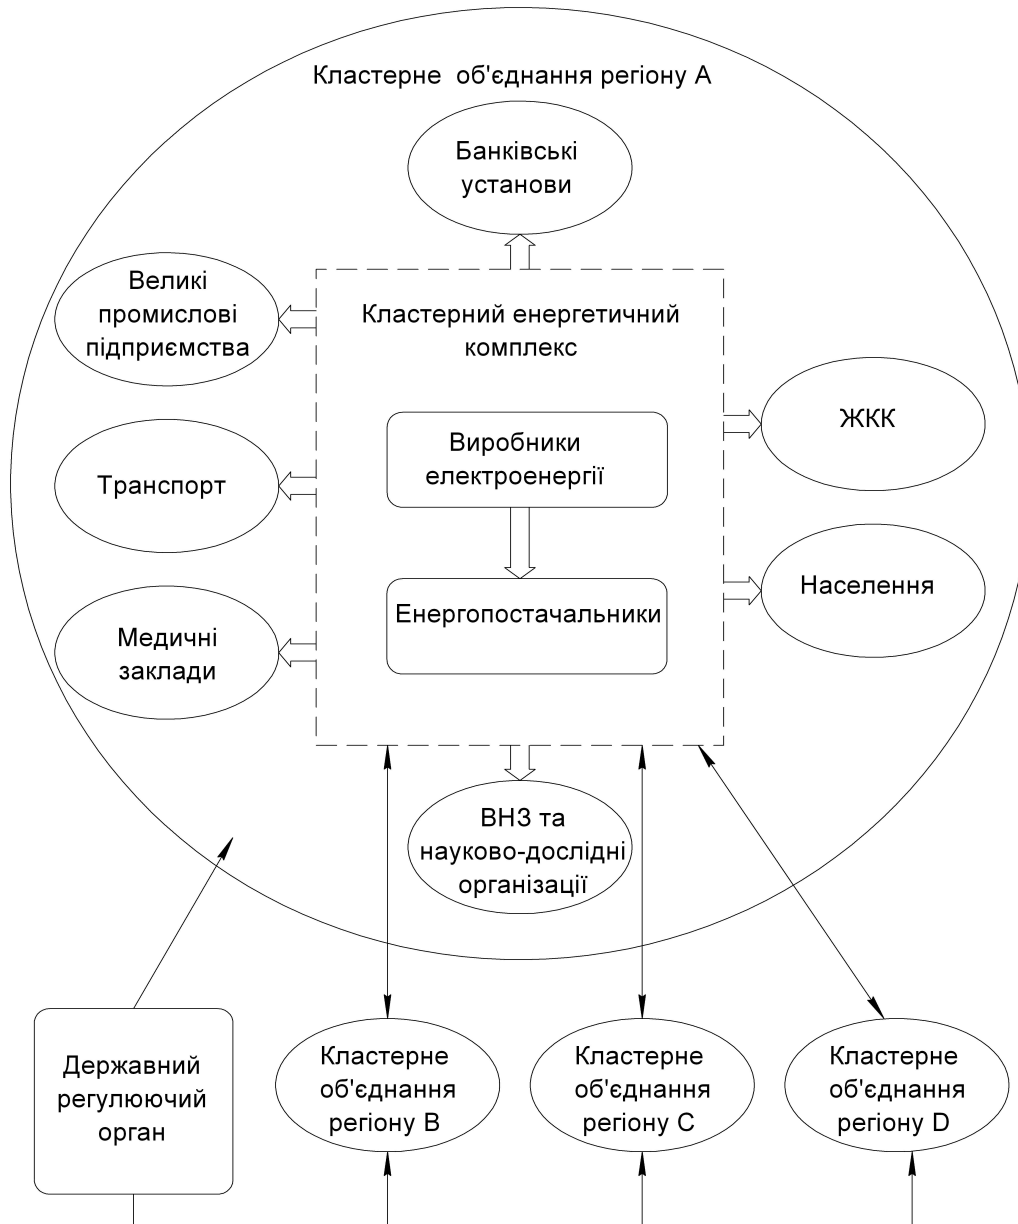 Кластерне об'єднання регіону А
Банківські
установи
Великі
промислові
підприємства
Кластерний енергетичний
комплекс
ЖКК
Виробники
електроенергії
Транспорт
Населення
Енергопостачальники
Медичні
заклади
ВНЗ та
науково-дослідні
організації
Державний
регулюючий
орган
Кластерне
об'єднання
регіону В
Кластерне
об'єднання
регіону С
Кластерне
об'єднання
регіону D